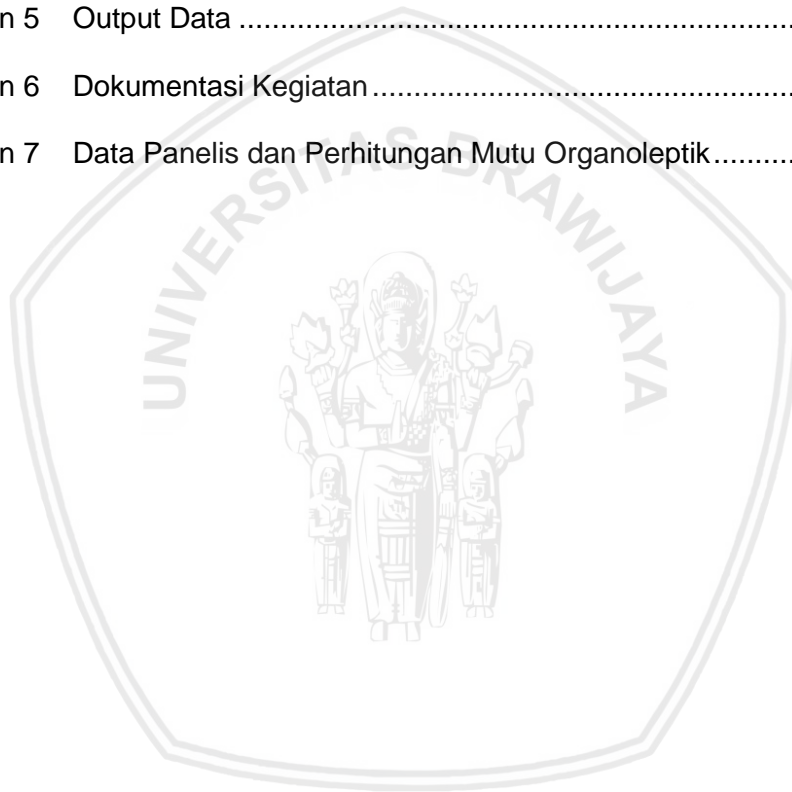 n 5 Output Data ................................................................
n 6 Dokumentasi Kegiatan ................................................
n 7 Data Panelis dan Perhitungan Mutu Organoleptik ..........
UNIVERSITAS BRAWIJAYA